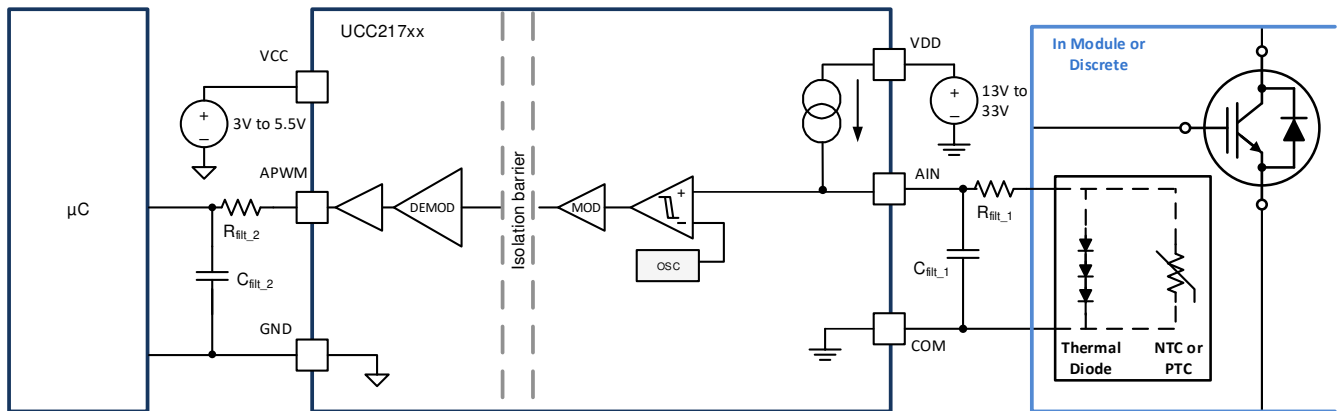 UCC217xx
In Module or
Discrete
VCC
VDD
+
−
3V to 5.5V
+
−
13V to
33V
APWM
AIN
µC
DEMOD
Isolation barrier
MOD
+
−
OSC
Rfilt_2
Cfilt_2
Rfilt_1
Cfilt_1
GND
COM
Thermal
Diode
NTC or
PTC